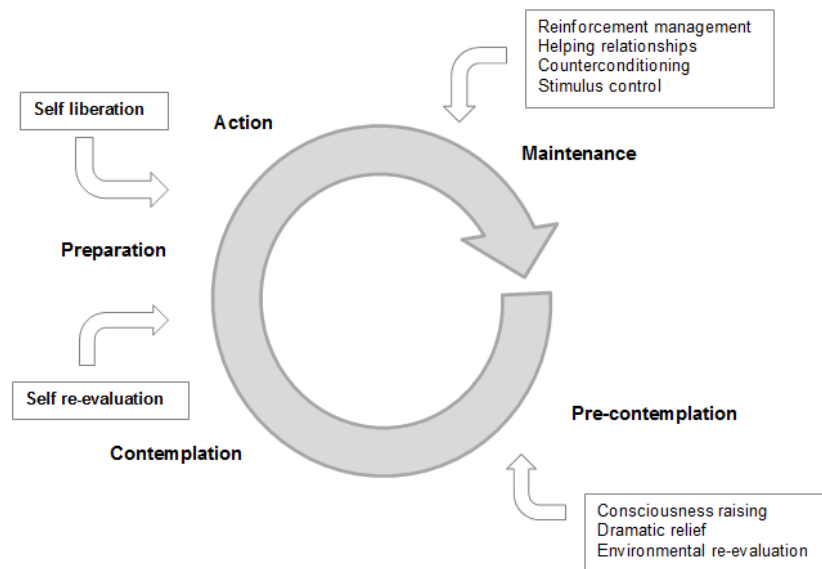 Reinforcement management
Helping relationships
Counterconditioning
Stimulus control
Self liberation
Action
Maintenance
Preparation
Self re-evaluation
Pre-contemplation
Contemplation
Consciousness raising
Dramatic relief
Environmental re-evaluation